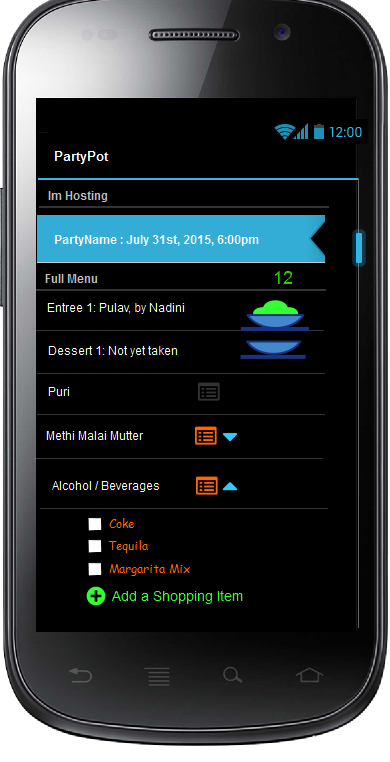 12:00
PartyPot
Im Hosting
PartyName : July 31st, 2015, 6:00pm
Full Menu 12
Entree 1: Pulav, by Nadini
Dessert 1: Not yet taken
Puri
Methi Malai Mutter
Alcohol / Beverages
Coke
Tequila
Margarita Mix
Add a Shopping Item